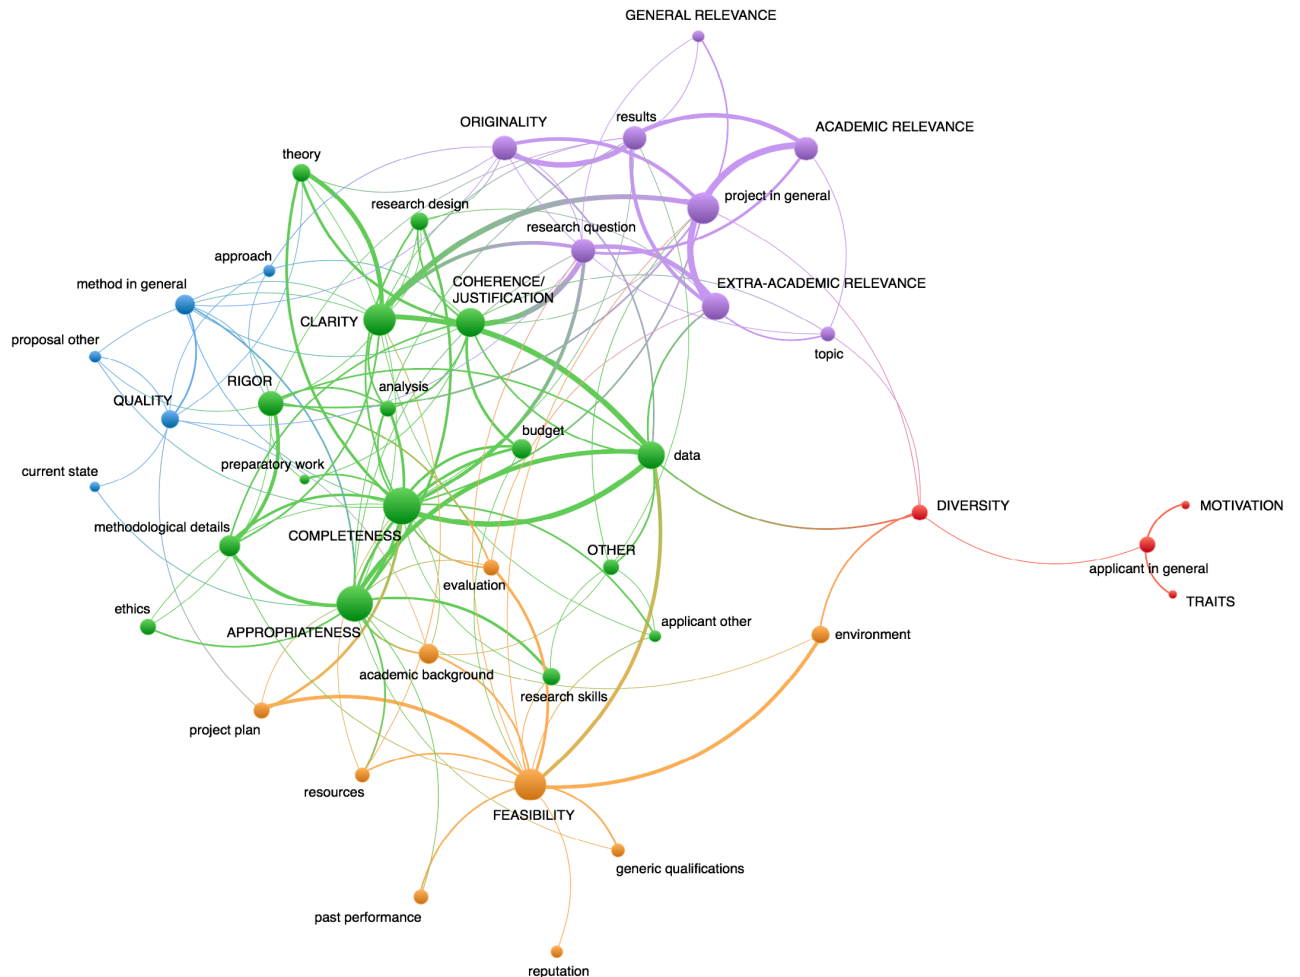 GENERAL RELEVANCE
ORIGINALITY
results
ACADEMIC RELEVANCE
theory
research design
project in general
research question
approach
method in general
COHERENCE/
JUSTIFICATION
EXTRA-ACADEMIC RELEVANCE
CLARITY
proposal other
topic
RIGOR
analysis
QUALITY
budget
data
preparatory work
current state
DIVERSITY
MOTIVATION
methodological details
COMPLETENESS
OTHER
applicant in general
evaluation
TRAITS
ethics
APPROPRIATENESS
applicant other
environment
academic background
research skills
project plan
resources
FEASIBILITY
generic qualifications
past performance
reputation